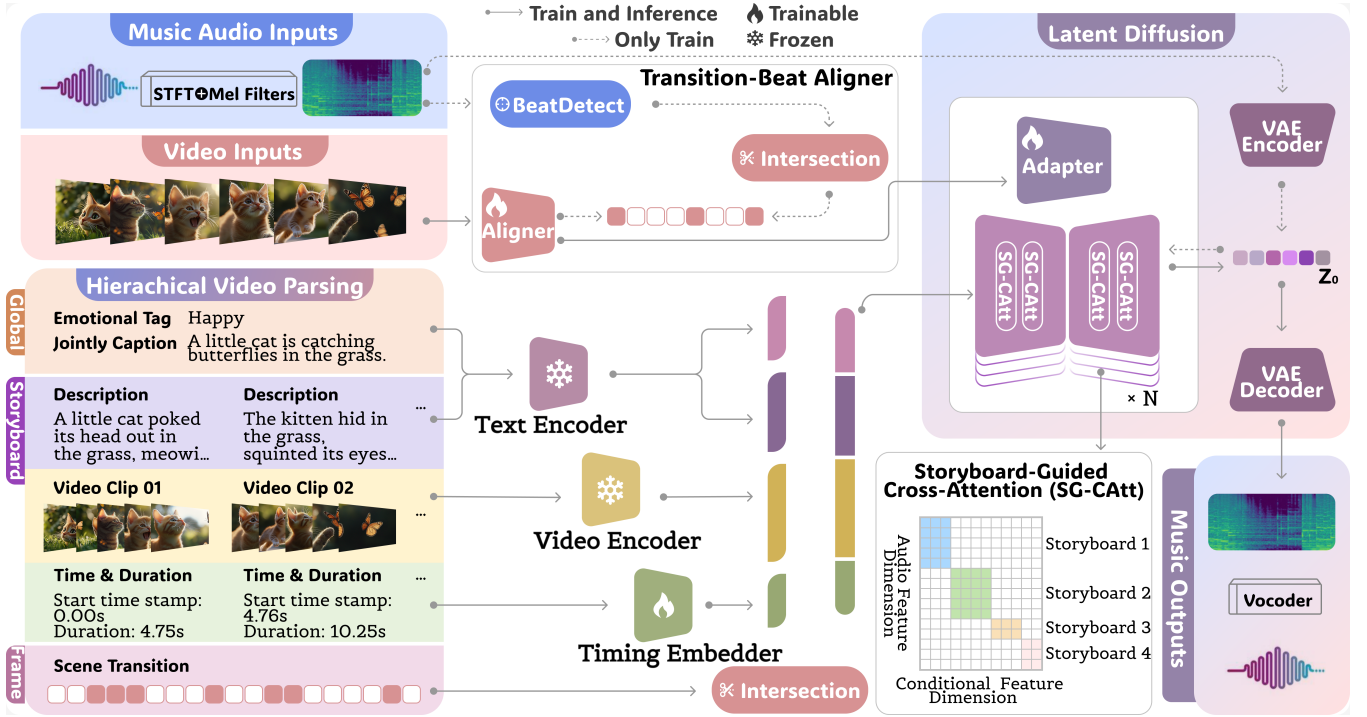 Train and Inference
Trainable
Only Train
Frozen
Music Audio Inputs
STFT⊕Mel Filters
Video Inputs
Transition-Beat Aligner
BeatDetect
Intersection
Aligner
Latent Diffusion
Adapter
SG-CAtt
SG-CAtt
SG-CAtt
SG-CAtt
× N
VAE
Encoder
Z₀
VAE
Decoder
Hierachical Video Parsing
Global
Emotional Tag Happy
Jointly Caption A little cat is catching
butterflies in the grass.
Storyboard
Description
A little cat poked
its head out in
the grass, meowi...
Description
The kitten hid in
the grass,
squinted its eyes...
...
Video Clip 01
Video Clip 02
...
Time & Duration
Start time stamp:
0.00s
Duration: 4.75s
Time & Duration
Start time stamp:
4.76s
Duration: 10.25s
...
Frame
Scene Transition
Text Encoder
Video Encoder
Timing Embedder
Intersection
Storyboard-Guided
Cross-Attention (SG-CAtt)
Audio Feature
Dimension
Storyboard 1
Storyboard 2
Storyboard 3
Storyboard 4
Conditional Feature
Dimension
Music Outputs
Vocoder